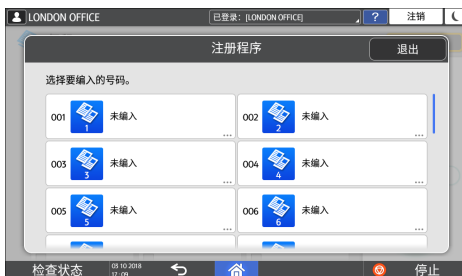 LONDON OFFICE
已登录：[LONDON OFFICE]
?
注销
注册程序
退出
选择要编入的号码。
001 1 未编入 ...
002 2 未编入 ...
003 3 未编入 ...
004 4 未编入 ...
005 5 未编入 ...
006 6 未编入 ...
检查状态
03 10 2018
17:09
停止